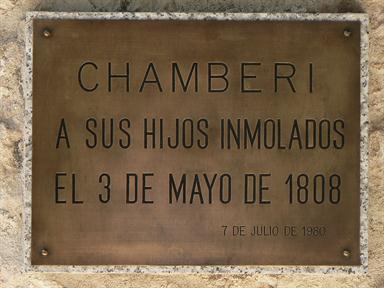 CHAMBERI
A SUS HIJOS INMOLADOS
EL 3 DE MAYO DE 1808
7 DE JULIO DE 1980